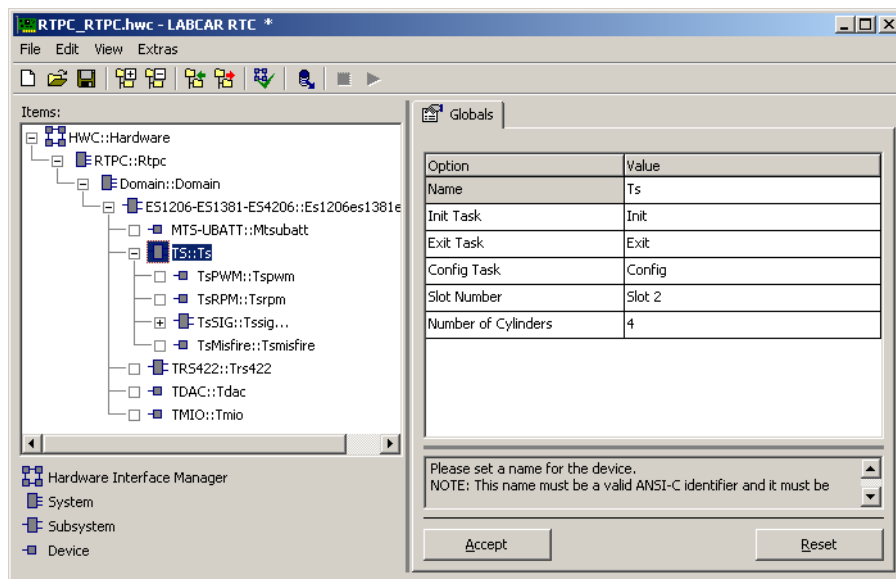 RTPC_RTPC.hwc - LABCAR RTC *
File Edit View Extras
Items:
HWC::Hardware
RTPC::Rtpc
Domain::Domain
ES1206-ES1381-ES4206::Es1206es1381e
MTS-UBATT::Mtsubatt
TS::Ts
TsPWM::Tspwm
TsRPM::Tsrpm
TsSIG::Tssig...
TsMisfire::Tsmisfire
TRS422::Trs422
TDAC::Tdac
TMIO::Tmio
Hardware Interface Manager
System
Subsystem
Device
Globals
Option Value
Name Ts
Init Task Init
Exit Task Exit
Config Task Config
Slot Number Slot 2
Number of Cylinders 4
Please set a name for the device.
NOTE: This name must be a valid ANSI-C identifier and it must be
Accept Reset